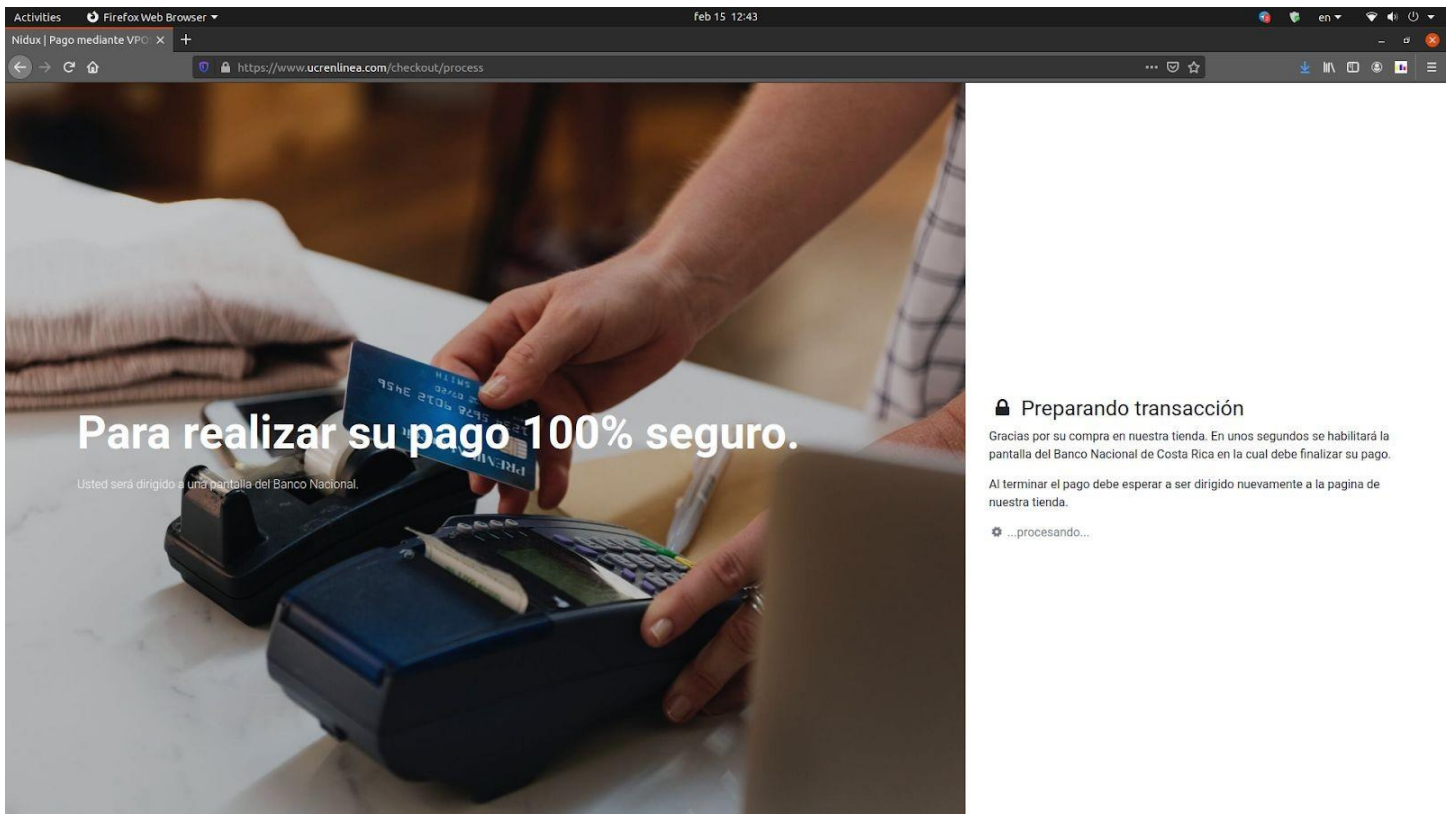 Activities Firefox Web Browser feb 15 12:43 en
Nidux | Pago mediante VPO
https://www.ucrenlinea.com/checkout/process
SMITH
5678 9012 3456
Para realizar su pago 100% seguro.
Usted será dirigido a una pantalla del Banco Nacional.
Preparando transacción
Gracias por su compra en nuestra tienda. En unos segundos se habilitará la
pantalla del Banco Nacional de Costa Rica en la cual debe finalizar su pago.
Al terminar el pago debe esperar a ser dirigido nuevamente a la pagina de
nuestra tienda.
...procesando...